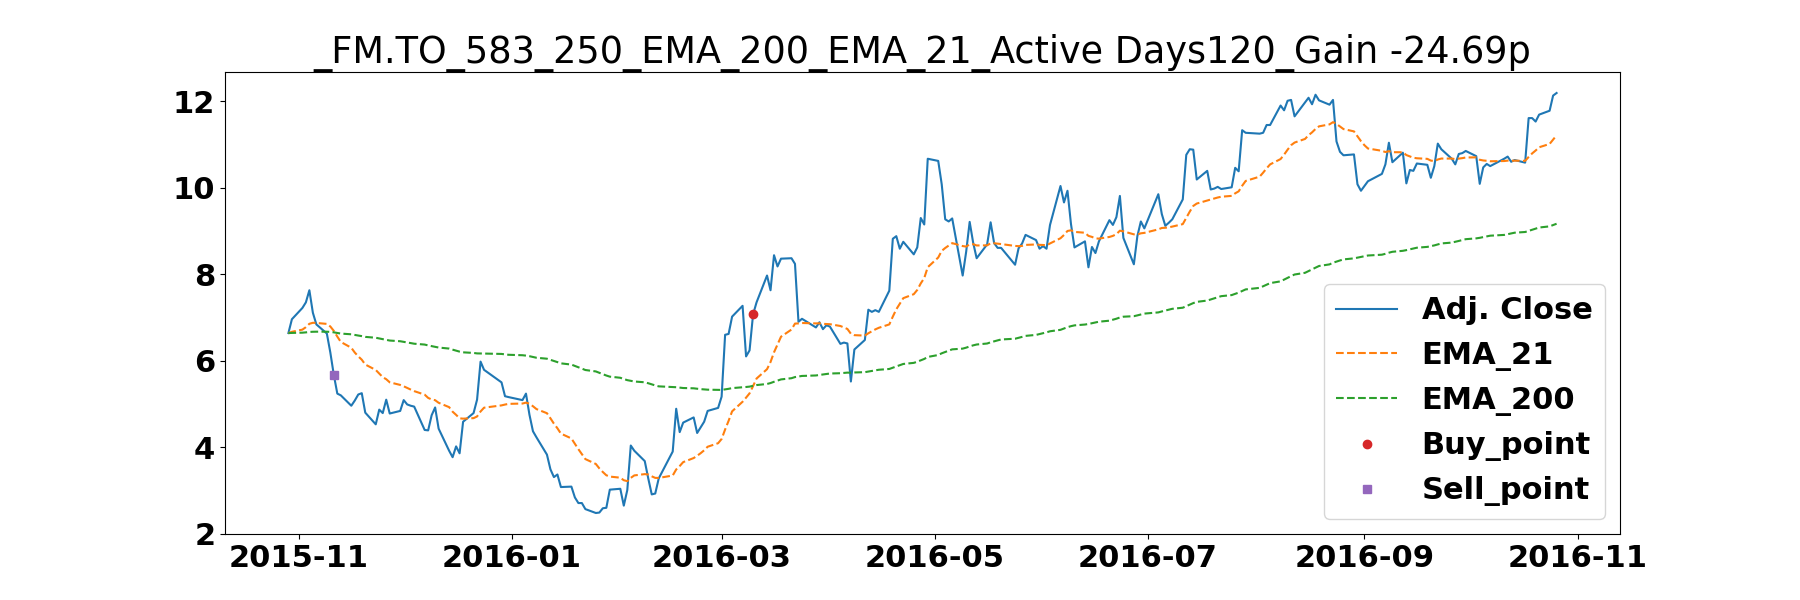 _FM.TO_583_250_EMA_200_EMA_21_Active Days120_Gain -24.69p
12
10
8
6
4
2
2015-11 2016-01 2016-03 2016-05 2016-07 2016-09 2016-11
Adj. Close
EMA_21
EMA_200
Buy_point
Sell_point